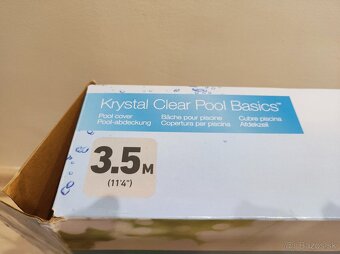 Krystal Clear Pool Basics™
Pool cover Bâche pour piscine Cubre piscina
Pool-abdeckung Copertura per piscina Afdekzeil
3.5M
(11'4")